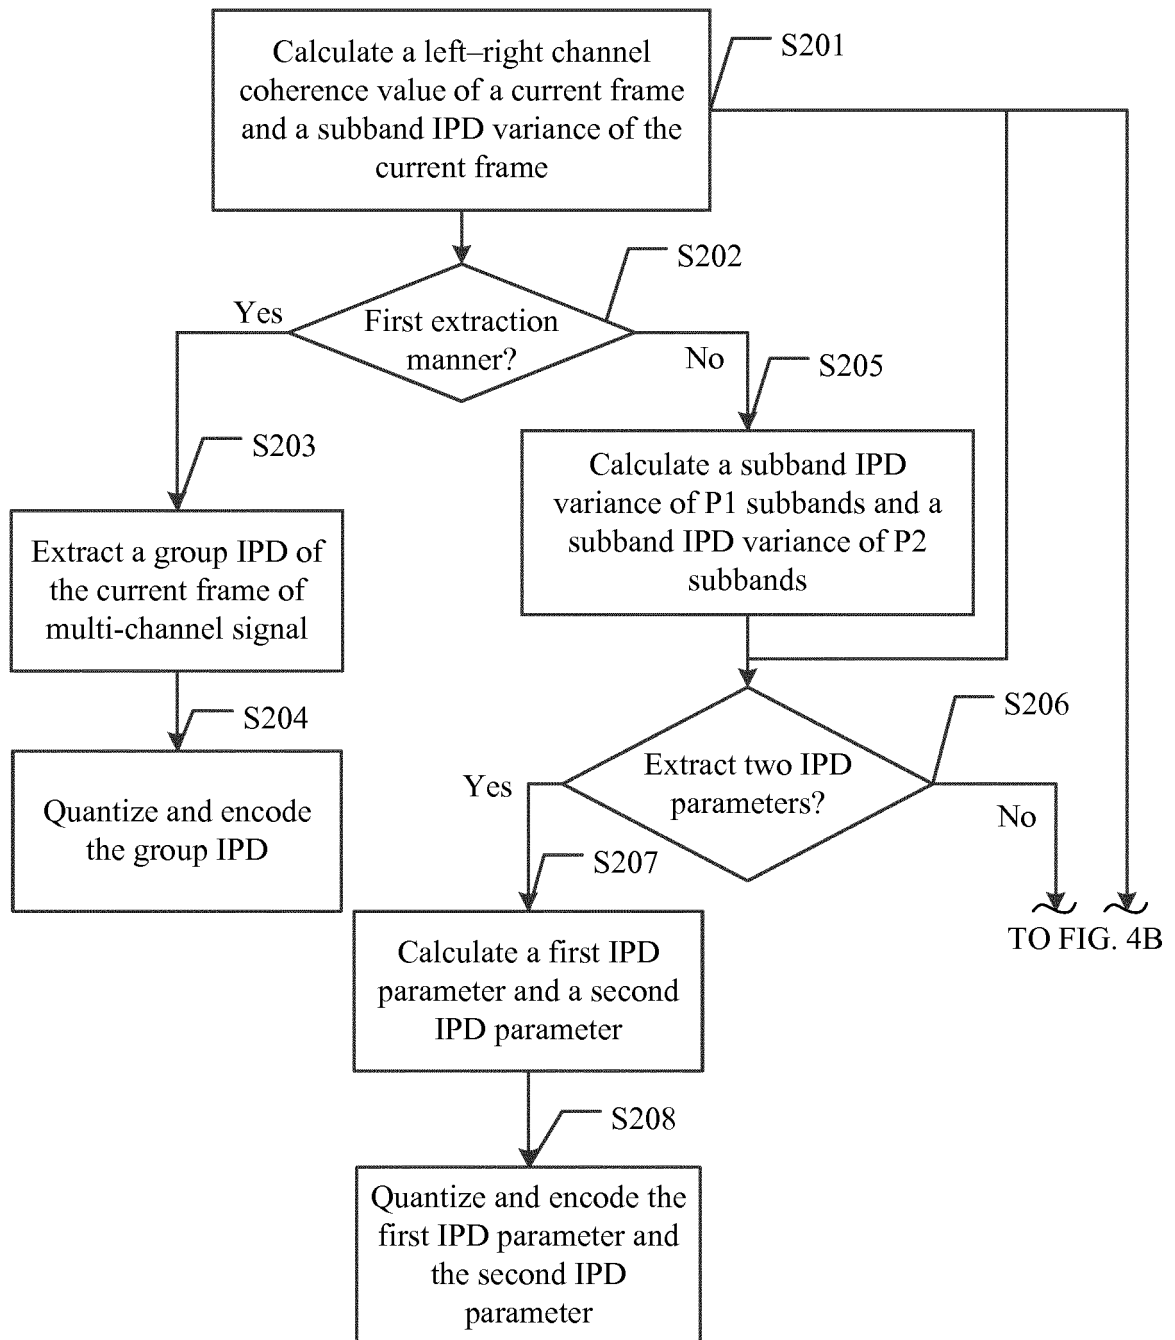 Calculate a left–right channel
coherence value of a current frame
and a subband IPD variance of the
current frame
S201
S202
First extraction
manner?
Yes
No
S205
S203
Calculate a subband IPD
variance of P1 subbands and a
subband IPD variance of P2
subbands
Extract a group IPD of
the current frame of
multi-channel signal
S204
S206
Quantize and encode
the group IPD
Extract two IPD
parameters?
Yes
No
S207
TO FIG. 4B
Calculate a first IPD
parameter and a second
IPD parameter
S208
Quantize and encode the
first IPD parameter and
the second IPD
parameter